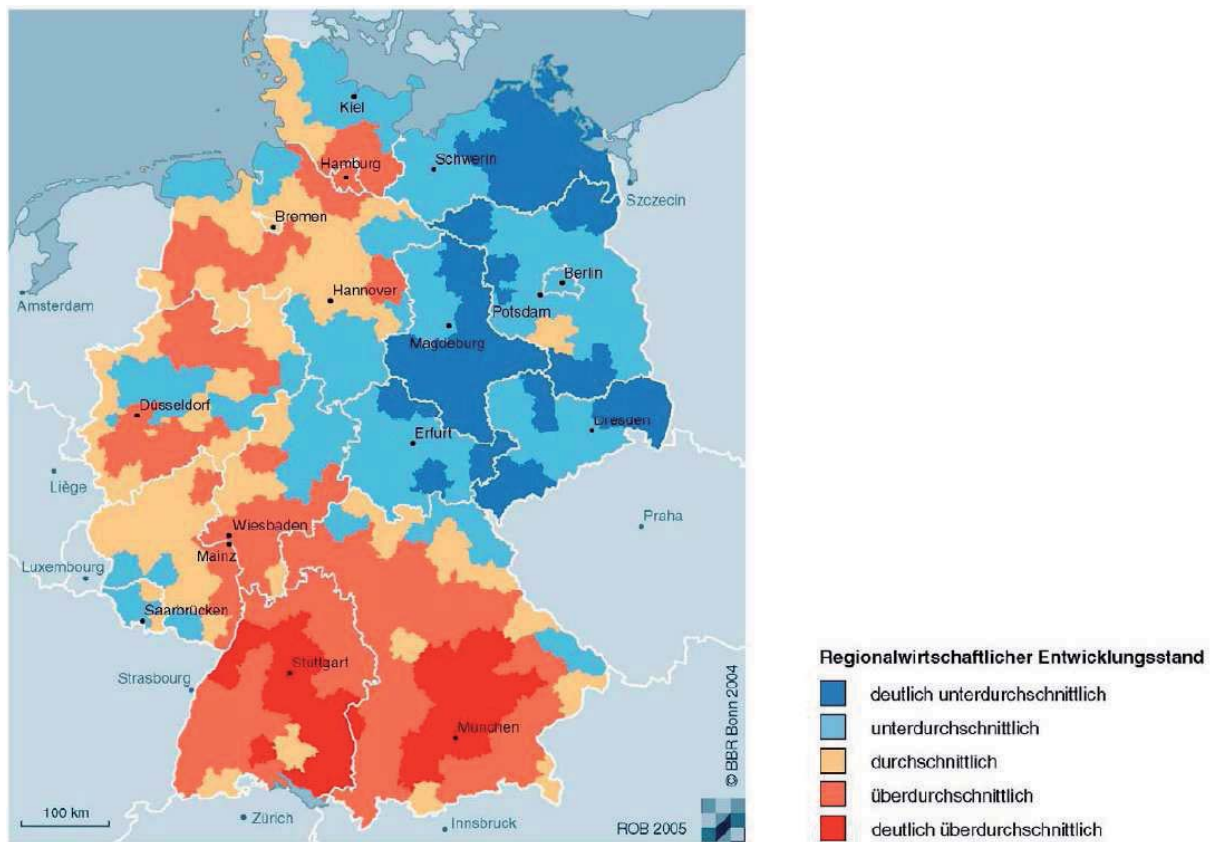 Kiel
Schwerin
Hamburg
Szczecin
Bremen
Berlin
Amsterdam
Hannover
Potsdam
Magdeburg
Düsseldorf
Dresden
Erfurt
Liège
Praha
Wiesbaden
Mainz
Luxembourg
Saarbrücken
Stuttgart
Strasbourg
München
© BBR Bonn 2004
100 km
Zürich
Innsbruck
ROB 2005
Regionalwirtschaftlicher Entwicklungsstand
deutlich unterdurchschnittlich
unterdurchschnittlich
durchschnittlich
überdurchschnittlich
deutlich überdurchschnittlich